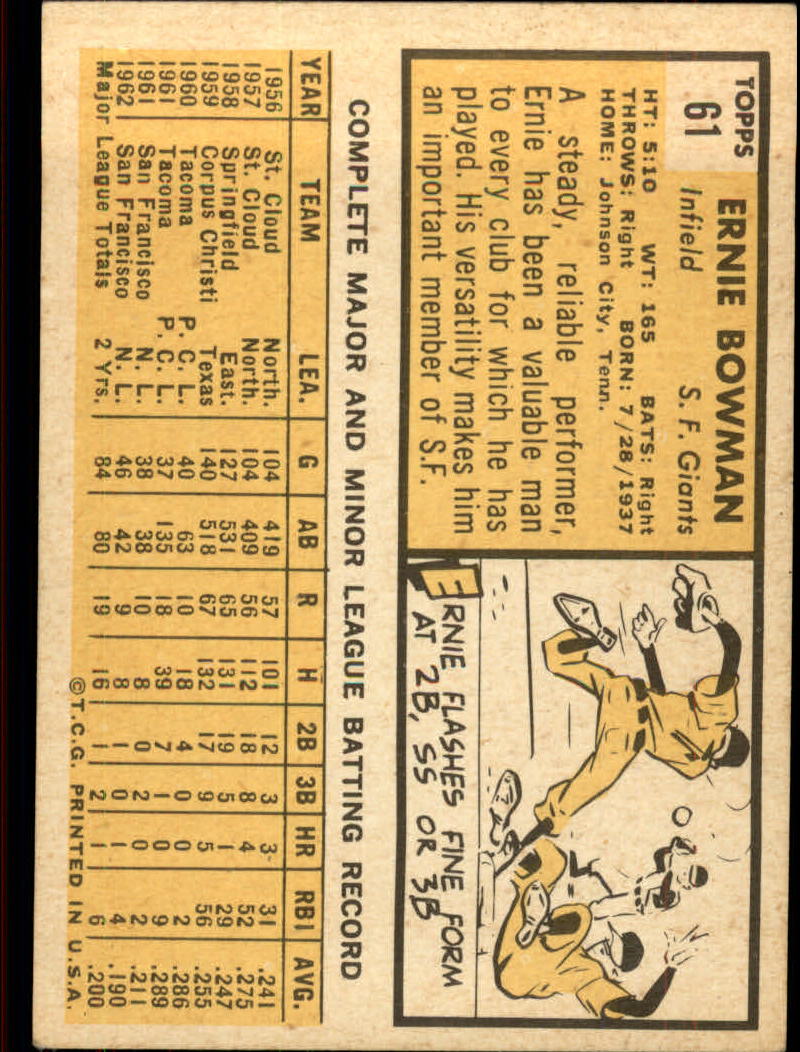 TOPPS
61
ERNIE BOWMAN
Infield S. F. Giants
HT: 5:10 WT: 165 BATS: Right
THROWS: Right BORN: 7/28/1937
HOME: Johnson City, Tenn.
A steady, reliable performer,
Ernie has been a valuable man
to every club for which he has
played. His versatility makes him
an important member of S.F.
ERNIE FLASHES FINE FORM
AT 2B, SS OR 3B
COMPLETE MAJOR AND MINOR LEAGUE BATTING RECORD
YEAR TEAM LEA. G AB R H 2B 3B HR RBI AVG.
1956 St. Cloud North. 104 419 57 101 12 3 3 31 .241
1957 St. Cloud North. 104 409 56 112 18 8 4 52 .275
1958 Springfield East. 127 531 65 131 19 5 1 29 .247
1959 Corpus Christi Texas 140 518 67 132 17 9 5 56 .255
1960 Tacoma P. C. L. 40 63 10 18 4 0 0 2 .286
1961 Tacoma P. C. L. 37 135 18 39 7 1 0 9 .289
1961 San Francisco N. L. 38 38 10 8 0 2 0 2 .211
1962 San Francisco N. L. 46 42 9 8 1 0 1 4 .190
Major League Totals 2 Yrs. 84 80 19 16 1 2 1 6 .200
© T.C.G. PRINTED IN U.S.A.